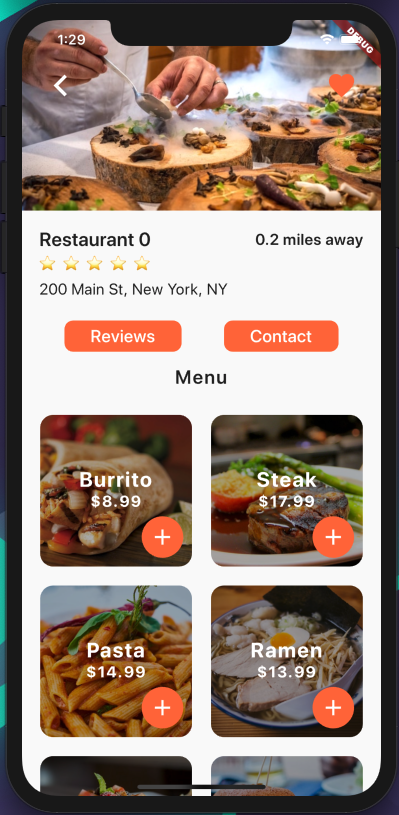 1:29
DEBUG
Restaurant 0
0.2 miles away
200 Main St, New York, NY
Reviews
Contact
Menu
Burrito
$8.99
Steak
$17.99
Pasta
$14.99
Ramen
$13.99